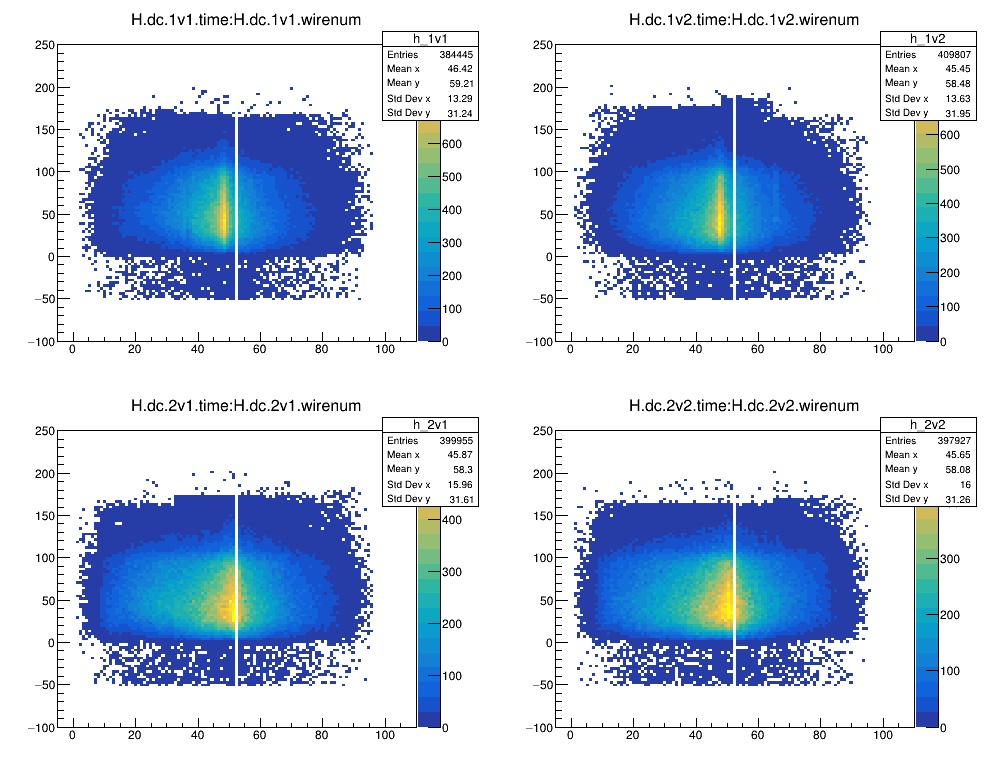 H.dc.1v1.time:H.dc.1v1.wirenum
h_1v1
Entries 384445
Mean x 46.42
Mean y 59.21
Std Dev x 13.29
Std Dev y 31.24
250
200
150
100
50
0
−50
−100
0 20 40 60 80 100
600
500
400
300
200
100
0
H.dc.1v2.time:H.dc.1v2.wirenum
h_1v2
Entries 409807
Mean x 45.45
Mean y 58.48
Std Dev x 13.63
Std Dev y 31.95
250
200
150
100
50
0
−50
−100
0 20 40 60 80 100
600
500
400
300
200
100
0
H.dc.2v1.time:H.dc.2v1.wirenum
h_2v1
Entries 399955
Mean x 45.87
Mean y 58.3
Std Dev x 15.96
Std Dev y 31.61
250
200
150
100
50
0
−50
−100
0 20 40 60 80 100
400
300
200
100
0
H.dc.2v2.time:H.dc.2v2.wirenum
h_2v2
Entries 397927
Mean x 45.65
Mean y 58.08
Std Dev x 16
Std Dev y 31.26
250
200
150
100
50
0
−50
−100
0 20 40 60 80 100
300
200
100
0